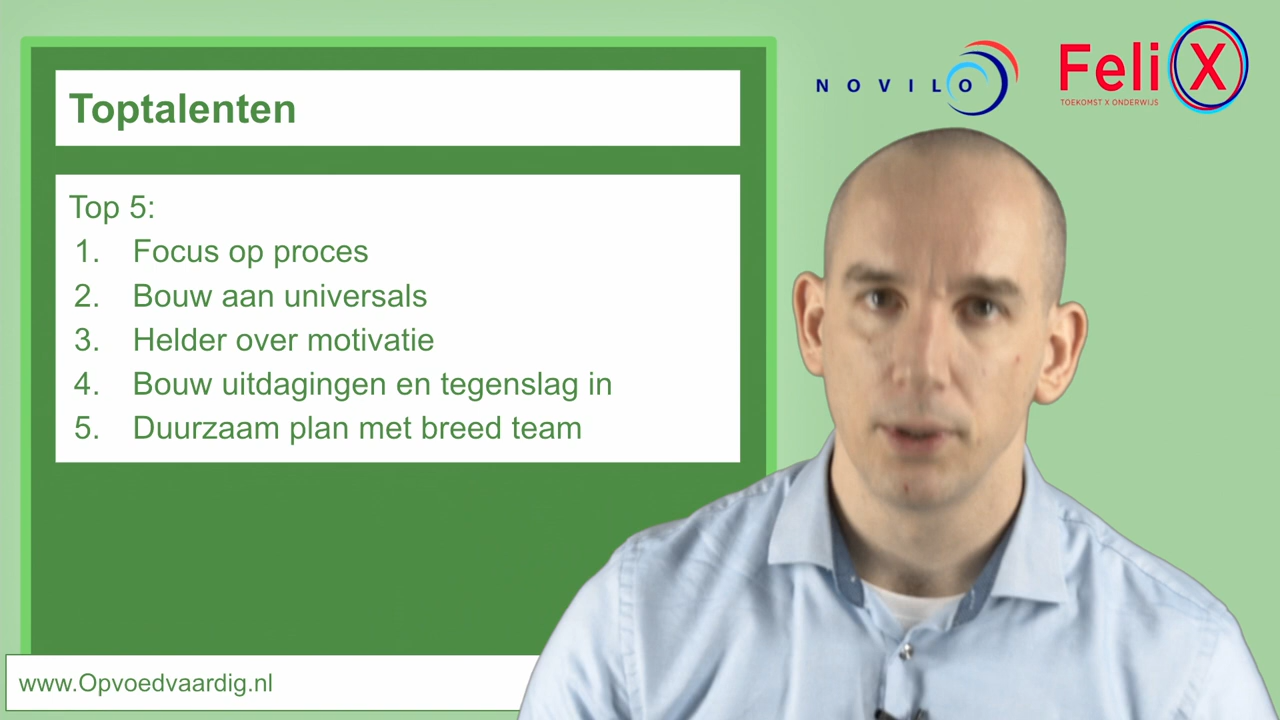 Toptalenten
Top 5:
1. Focus op proces
2. Bouw aan universals
3. Helder over motivatie
4. Bouw uitdagingen en tegenslag in
5. Duurzaam plan met breed team
www.Opvoedvaardig.nl
NOVILO
FeliX
TOEKOMST X ONDERWIJS